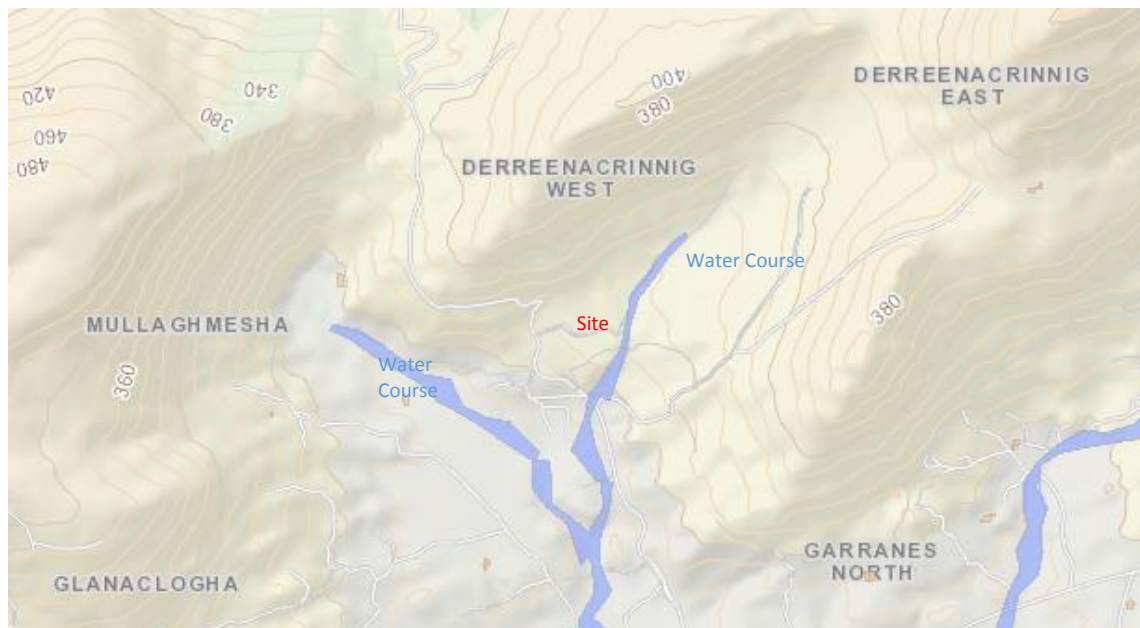 DERREENACRINNIG
EAST
400
380
420
340
380
460
480
DERREENACRINNIG
WEST
Water Course
380
Site
MULLAGHMESHA
Water
Course
360
GARRANES
NORTH
GLANACLOGHA